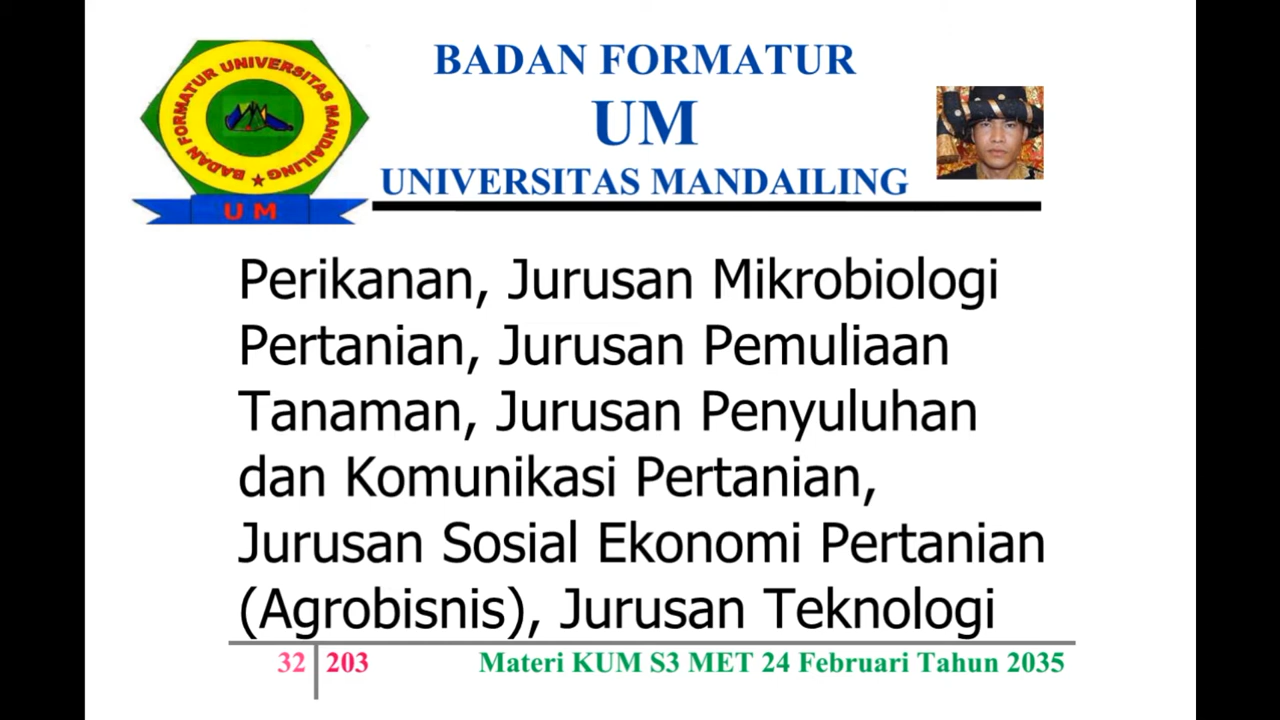 BADAN FORMATUR UNIVERSITAS MANDAILING
U M
BADAN FORMATUR
UM
UNIVERSITAS MANDAILING
Perikanan, Jurusan Mikrobiologi
Pertanian, Jurusan Pemuliaan
Tanaman, Jurusan Penyuluhan
dan Komunikasi Pertanian,
Jurusan Sosial Ekonomi Pertanian
(Agrobisnis), Jurusan Teknologi
32 203 Materi KUM S3 MET 24 Februari Tahun 2035